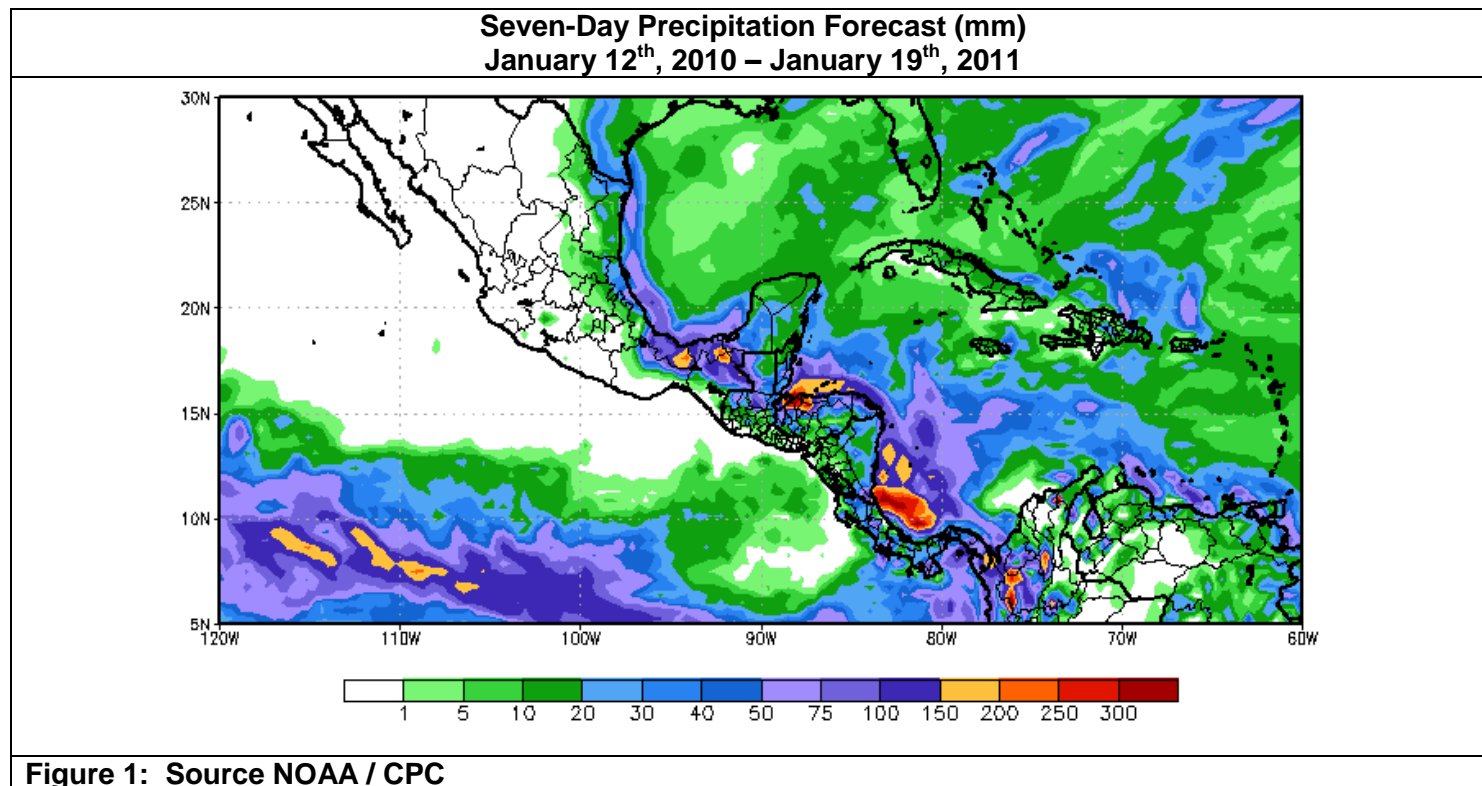 Seven-Day Precipitation Forecast (mm)
January 12th, 2010 – January 19th, 2011
30N
25N
20N
15N
10N
5N
120W 110W 100W 90W 80W 70W 60W
1 5 10 20 30 40 50 75 100 150 200 250 300
Figure 1: Source NOAA / CPC